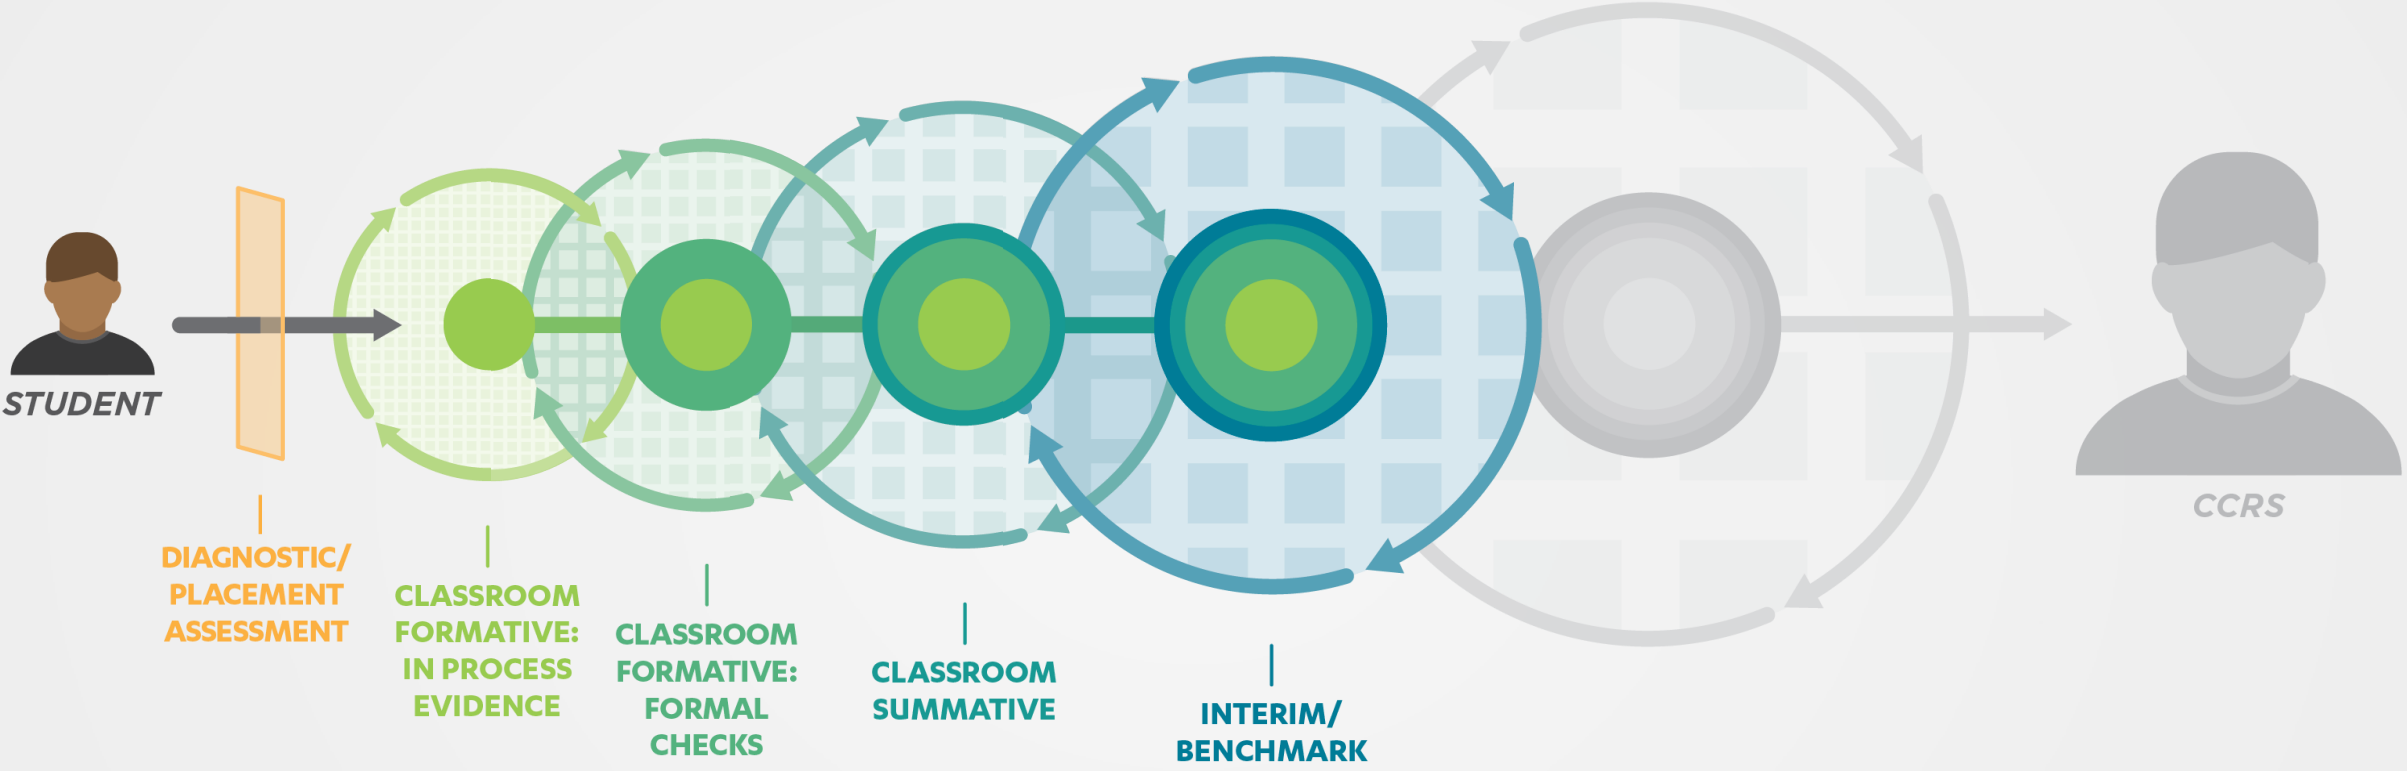 STUDENT
DIAGNOSTIC/
PLACEMENT
ASSESSMENT
CLASSROOM
FORMATIVE:
IN PROCESS
EVIDENCE
CLASSROOM
FORMATIVE:
FORMAL
CHECKS
CLASSROOM
SUMMATIVE
INTERIM/
BENCHMARK
CCRS